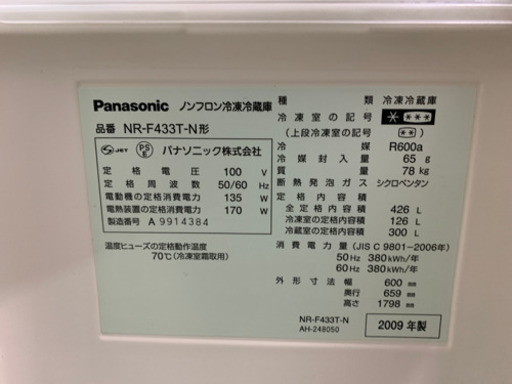 Panasonic ノンフロン冷凍冷蔵庫
品番 NR-F433T-N形
S JET PS E パナソニック株式会社
定格電圧 100 V
定格周波数 50/60 Hz
電動機の定格消費電力 135 W
電熱装置の定格消費電力 170 W
製造番号 A 9914384
温度ヒューズの定格動作温度
70℃(冷凍室霜取用)
種類 冷凍冷蔵庫
冷凍室の記号 * ***
(上段冷凍室の記号) **
冷媒 R600a
冷媒封入量 65 g
質量 78 kg
断熱発泡ガス シクロペンタン
定格内容積
全定格内容積 426 L
冷凍室の定格内容積 126 L
冷蔵室の定格内容積 300 L
消費電力量(JIS C 9801-2006年)
50 Hz 380 kWh/年
60 Hz 380 kWh/年
外形寸法 幅 600 mm
奥行 659 mm
高さ 1798 mm
NR-F433T-N
AH-248050
2009 年製